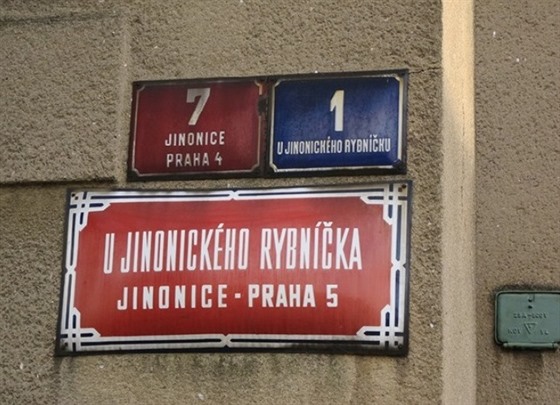 7
JINONICE
PRAHA 4
1
U JINONICKÉHO RYBNÍČKU
U JINONICKÉHO RYBNÍČKA
JINONICE - PRAHA 5